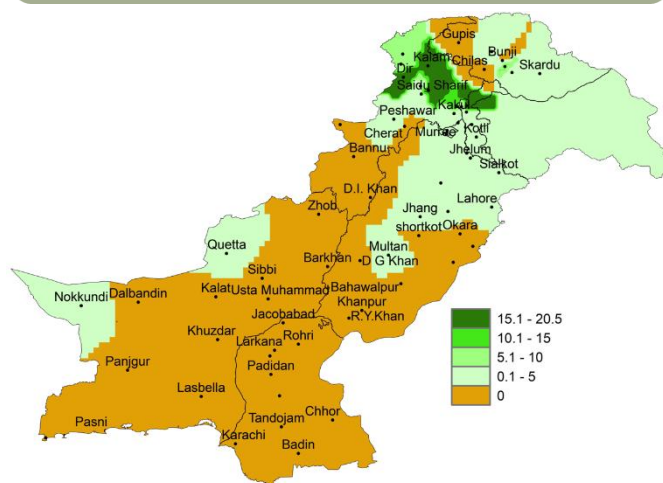 Gupis
Bunji
Kalam
Chilas
Skardu
Dir
Saidu Sharif
Kakul
Peshawar
Cherat
Murree
Kotli
Bannu
Jhelum
Sialkot
D.I. Khan
Zhob
Lahore
Jhang
shortkot
Okara
Quetta
Multan
Barkhan
D G Khan
Sibbi
Nokkundi
Dalbandin
Kalat
Usta Muhammad
Bahawalpur
Khanpur
R.Y.Khan
Jacobabad
Khuzdar
Larkana
Rohri
Panjgur
Padidan
Lasbella
Pasni
Tandojam
Chhor
Karachi
Badin
15.1 - 20.5
10.1 - 15
5.1 - 10
0.1 - 5
0